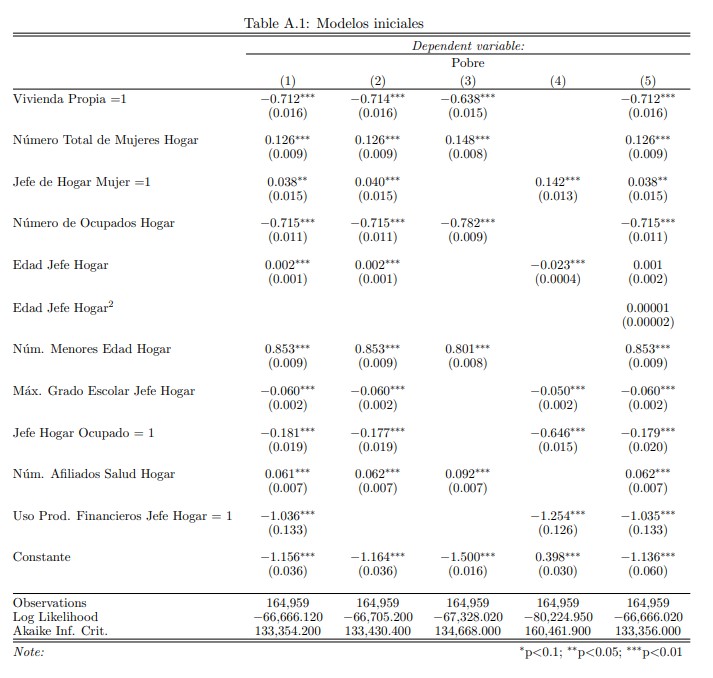 Table A.1: Modelos iniciales
Dependent variable:
Pobre
(1) (2) (3) (4) (5)
Vivienda Propia =1 −0.712*** −0.714*** −0.638*** −0.712***
(0.016) (0.016) (0.015) (0.016)
Número Total de Mujeres Hogar 0.126*** 0.126*** 0.148*** 0.126***
(0.009) (0.009) (0.008) (0.009)
Jefe de Hogar Mujer =1 0.038** 0.040*** 0.142*** 0.038**
(0.015) (0.015) (0.013) (0.015)
Número de Ocupados Hogar −0.715*** −0.715*** −0.782*** −0.715***
(0.011) (0.011) (0.009) (0.011)
Edad Jefe Hogar 0.002*** 0.002*** −0.023*** 0.001
(0.001) (0.001) (0.0004) (0.002)
Edad Jefe Hogar² 0.00001
(0.00002)
Núm. Menores Edad Hogar 0.853*** 0.853*** 0.801*** 0.853***
(0.009) (0.009) (0.008) (0.009)
Máx. Grado Escolar Jefe Hogar −0.060*** −0.060*** −0.050*** −0.060***
(0.002) (0.002) (0.002) (0.002)
Jefe Hogar Ocupado = 1 −0.181*** −0.177*** −0.646*** −0.179***
(0.019) (0.019) (0.015) (0.020)
Núm. Afiliados Salud Hogar 0.061*** 0.062*** 0.092*** 0.062***
(0.007) (0.007) (0.007) (0.007)
Uso Prod. Financieros Jefe Hogar = 1 −1.036*** −1.254*** −1.035***
(0.133) (0.126) (0.133)
Constante −1.156*** −1.164*** −1.500*** 0.398*** −1.136***
(0.036) (0.036) (0.016) (0.030) (0.060)
Observations 164,959 164,959 164,959 164,959 164,959
Log Likelihood −66,666.120 −66,705.200 −67,328.020 −80,224.950 −66,666.020
Akaike Inf. Crit. 133,354.200 133,430.400 134,668.000 160,461.900 133,356.000
Note: *p<0.1; **p<0.05; ***p<0.01